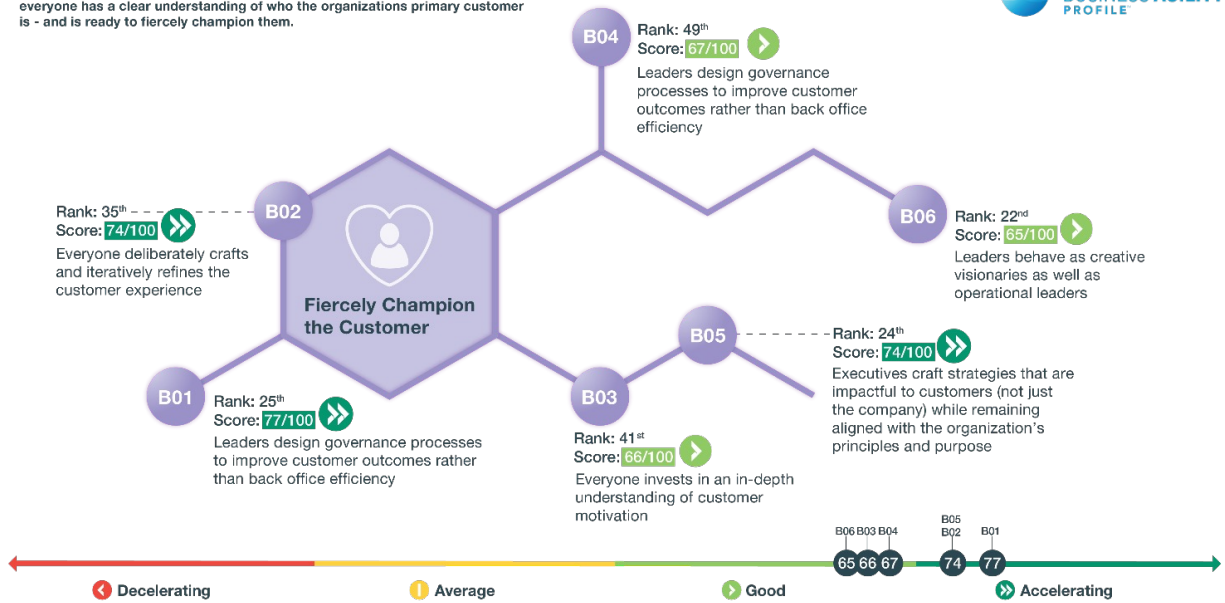 everyone has a clear understanding of who the organizations primary customer
is - and is ready to fiercely champion them.
PROFILE™
B04
Rank: 49th
Score: 67/100
Leaders design governance
processes to improve customer
outcomes rather than back office
efficiency
B02
Rank: 35th
Score: 74/100
Everyone deliberately crafts
and iteratively refines the
customer experience
Fiercely Champion
the Customer
B06
Rank: 22nd
Score: 65/100
Leaders behave as creative
visionaries as well as
operational leaders
B05
Rank: 24th
Score: 74/100
Executives craft strategies that are
impactful to customers (not just
the company) while remaining
aligned with the organization's
principles and purpose
B01
Rank: 25th
Score: 77/100
Leaders design governance processes
to improve customer outcomes rather
than back office efficiency
B03
Rank: 41st
Score: 66/100
Everyone invests in an in-depth
understanding of customer
motivation
B06 B03 B04
B05
B02
B01
65 66 67
74
77
Decelerating
Average
Good
Accelerating